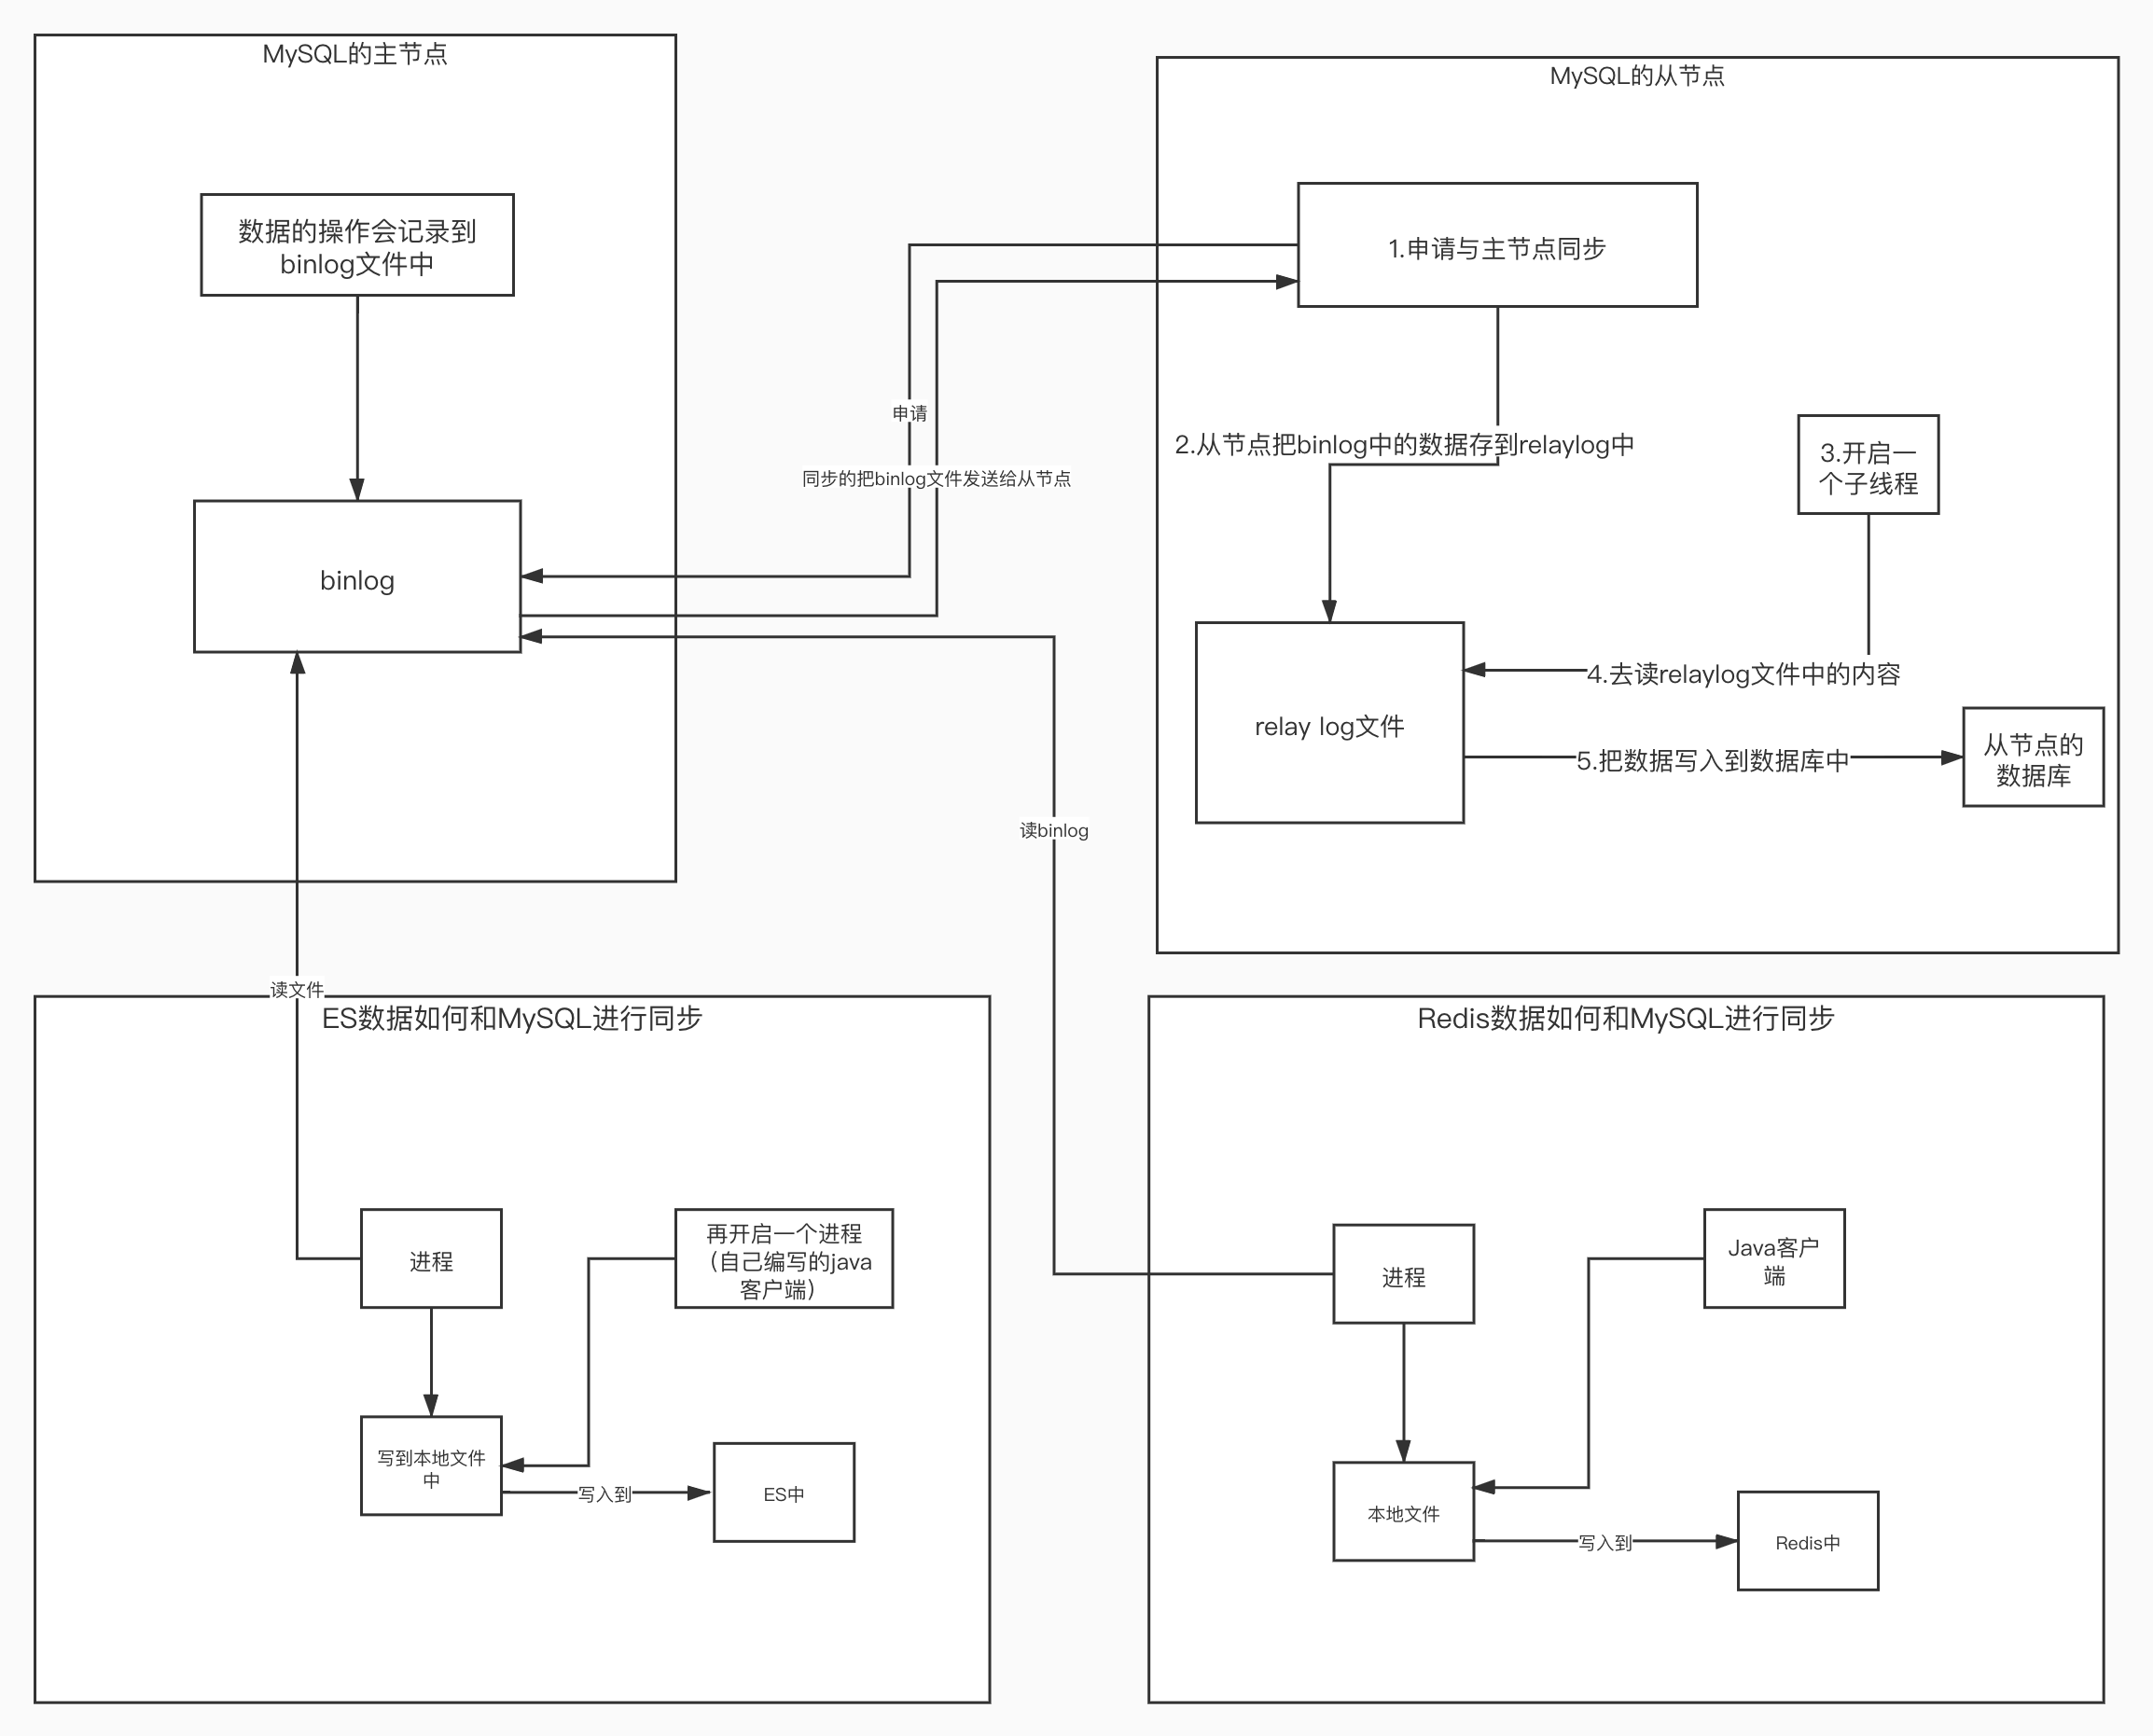 MySQL的主节点
数据的操作会记录到
binlog文件中
binlog
申请
同步的把binlog文件发送给从节点
MySQL的从节点
1.申请与主节点同步
2.从节点把binlog中的数据存到relaylog中
3.开启一
个子线程
4.去读relaylog文件中的内容
relay log文件
5.把数据写入到数据库中
从节点的
数据库
读binlog
读文件
ES数据如何和MySQL进行同步
进程
再开启一个进程
（自己编写的java
客户端）
写到本地文件
中
写入到
ES中
Redis数据如何和MySQL进行同步
进程
Java客户
端
本地文件
写入到
Redis中